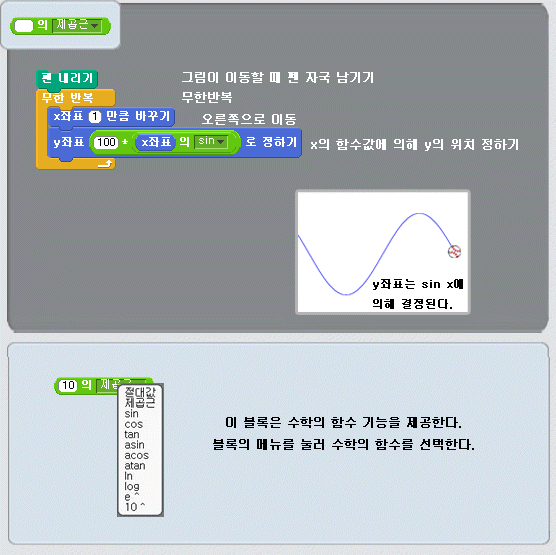 의 제곱근
펜 내리기 그림이 이동할 때 펜 자국 남기기
무한 반복 무한반복
x좌표 1 만큼 바꾸기 오른쪽으로 이동
y좌표 100 * x좌표 의 sin 로 정하기 x의 함수값에 의해 y의 위치 정하기
y좌표는 sin x에
의해 결정된다.
10 의 제곱근
절대값
제곱근
sin
cos
tan
asin
acos
atan
ln
log
e ^
10 ^
이 블록은 수학의 함수 기능을 제공한다.
블록의 메뉴를 눌러 수학의 함수를 선택한다.